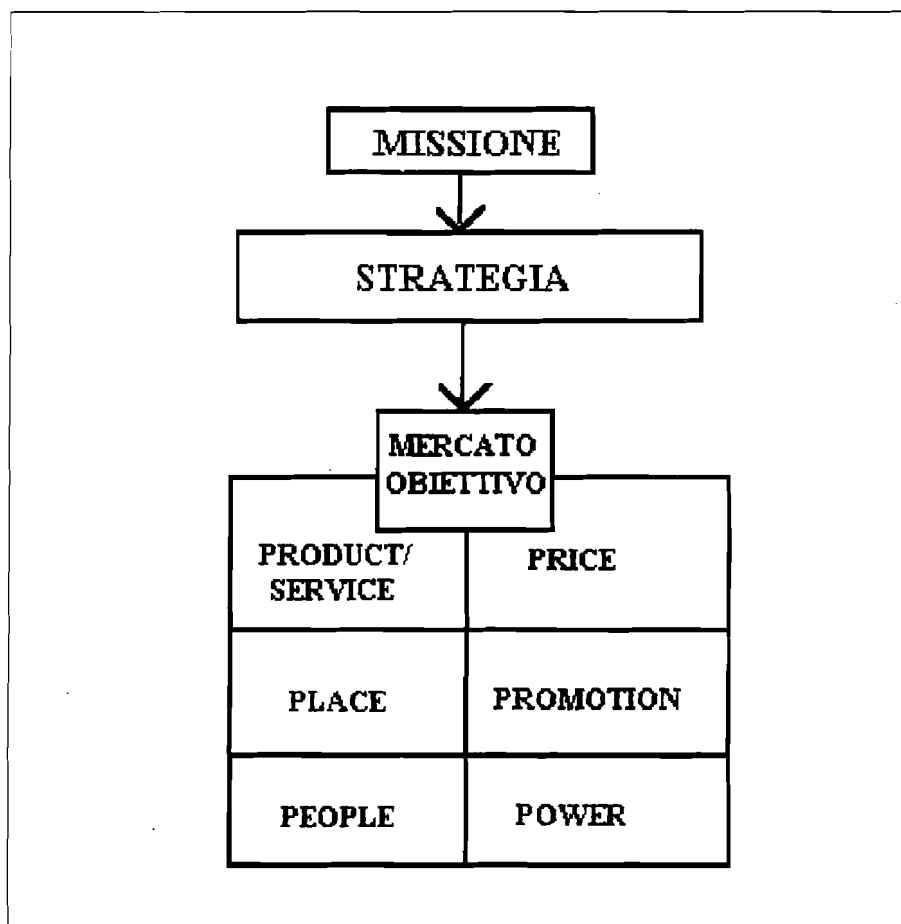 MISSIONE
STRATEGIA
MERCATO
OBIETTIVO
PRODUCT/
SERVICE
PRICE
PLACE
PROMOTION
PEOPLE
POWER